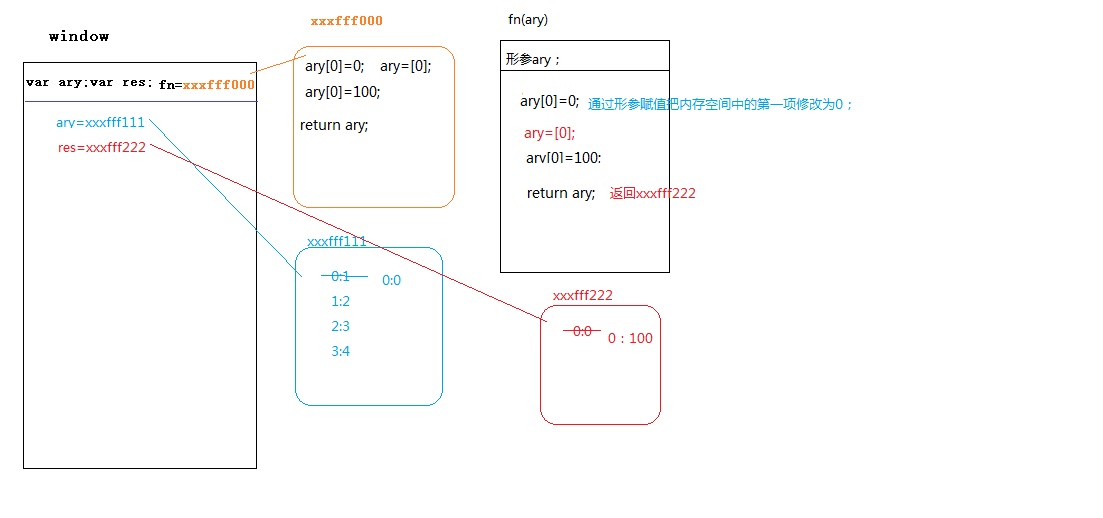 window
var ary;var res; fn=xxxfff000
ary=xxxfff111
res=xxxfff222
xxxfff000
ary[0]=0; ary=[0];
ary[0]=100;
return ary;
fn(ary)
形参ary；
ary[0]=0; 通过形参赋值把内存空间中的第一项修改为0；
ary=[0];
ary[0]=100;
return ary; 返回xxxfff222
xxxfff111
0:1 0:0
1:2
2:3
3:4
xxxfff222
0:0 0：100